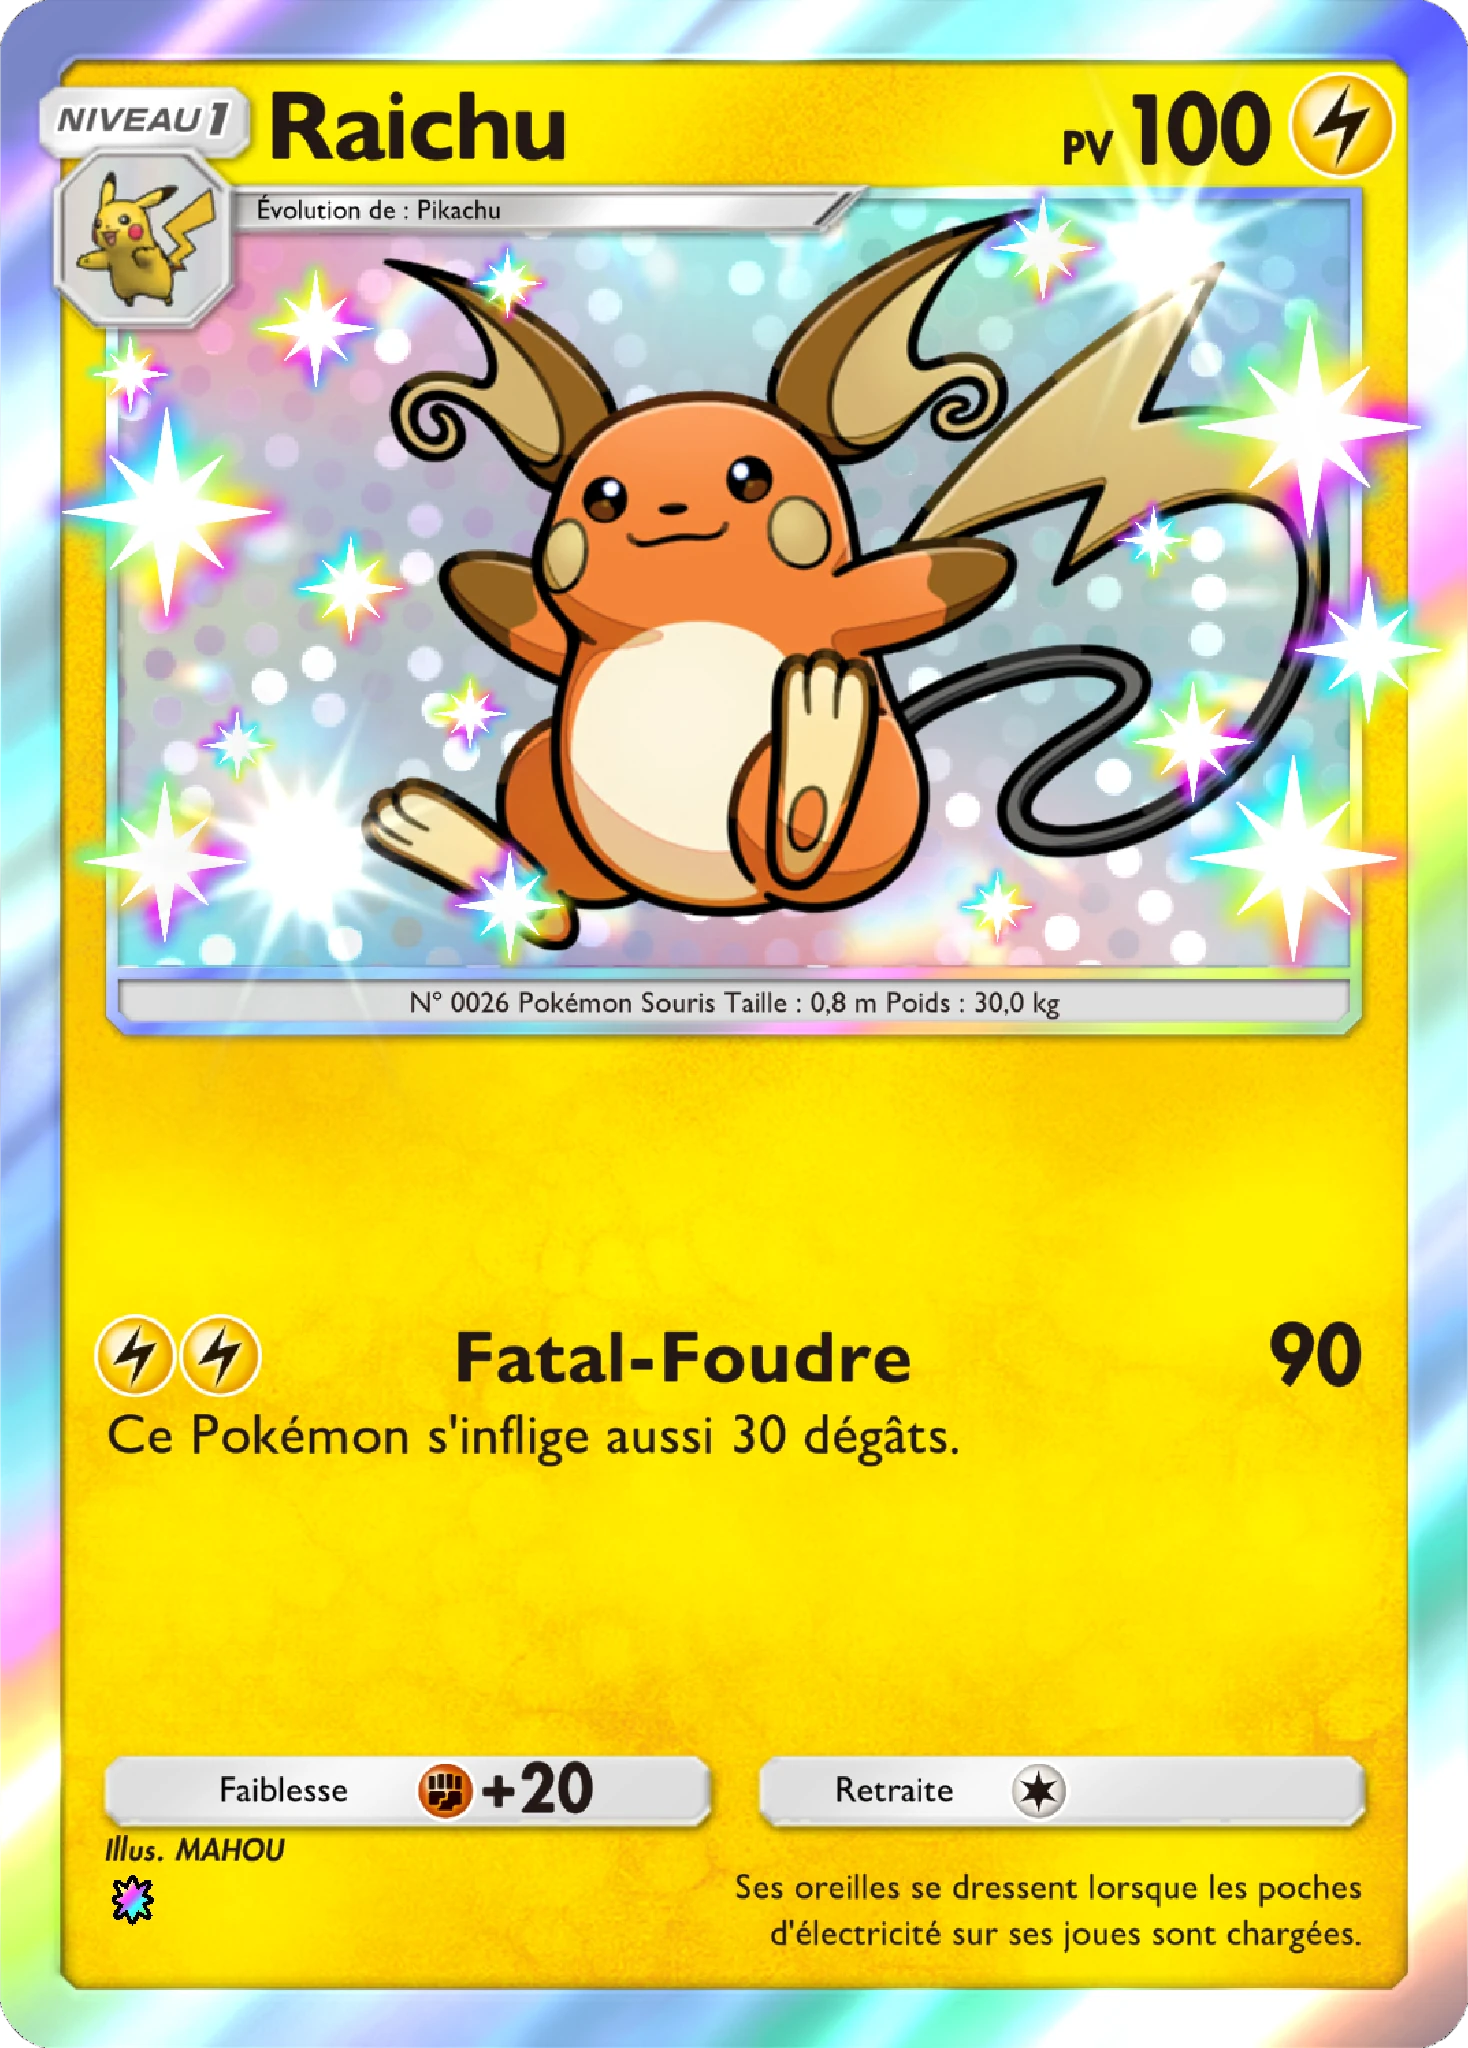 NIVEAU 1
Raichu
PV 100
Évolution de : Pikachu
N° 0026 Pokémon Souris Taille : 0,8 m Poids : 30,0 kg
Fatal-Foudre 90
Ce Pokémon s'inflige aussi 30 dégâts.
Faiblesse +20
Retraite
Illus. MAHOU
Ses oreilles se dressent lorsque les poches
d'électricité sur ses joues sont chargées.